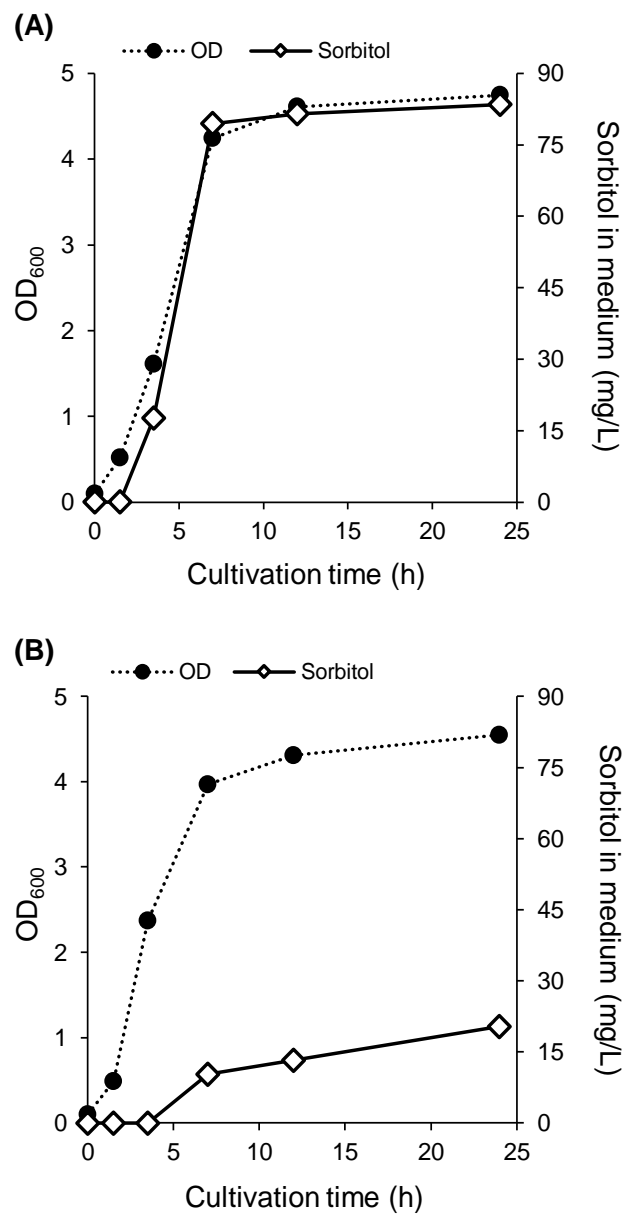 (A)
OD Sorbitol
5 90
4 75
3 60
45
2 30
1 15
0 0
0 5 10 15 20 25
OD600
Sorbitol in medium (mg/L)
Cultivation time (h)
(B)
OD Sorbitol
5 90
4 75
3 60
45
2 30
1 15
0 0
0 5 10 15 20 25
OD600
Sorbitol in medium (mg/L)
Cultivation time (h)